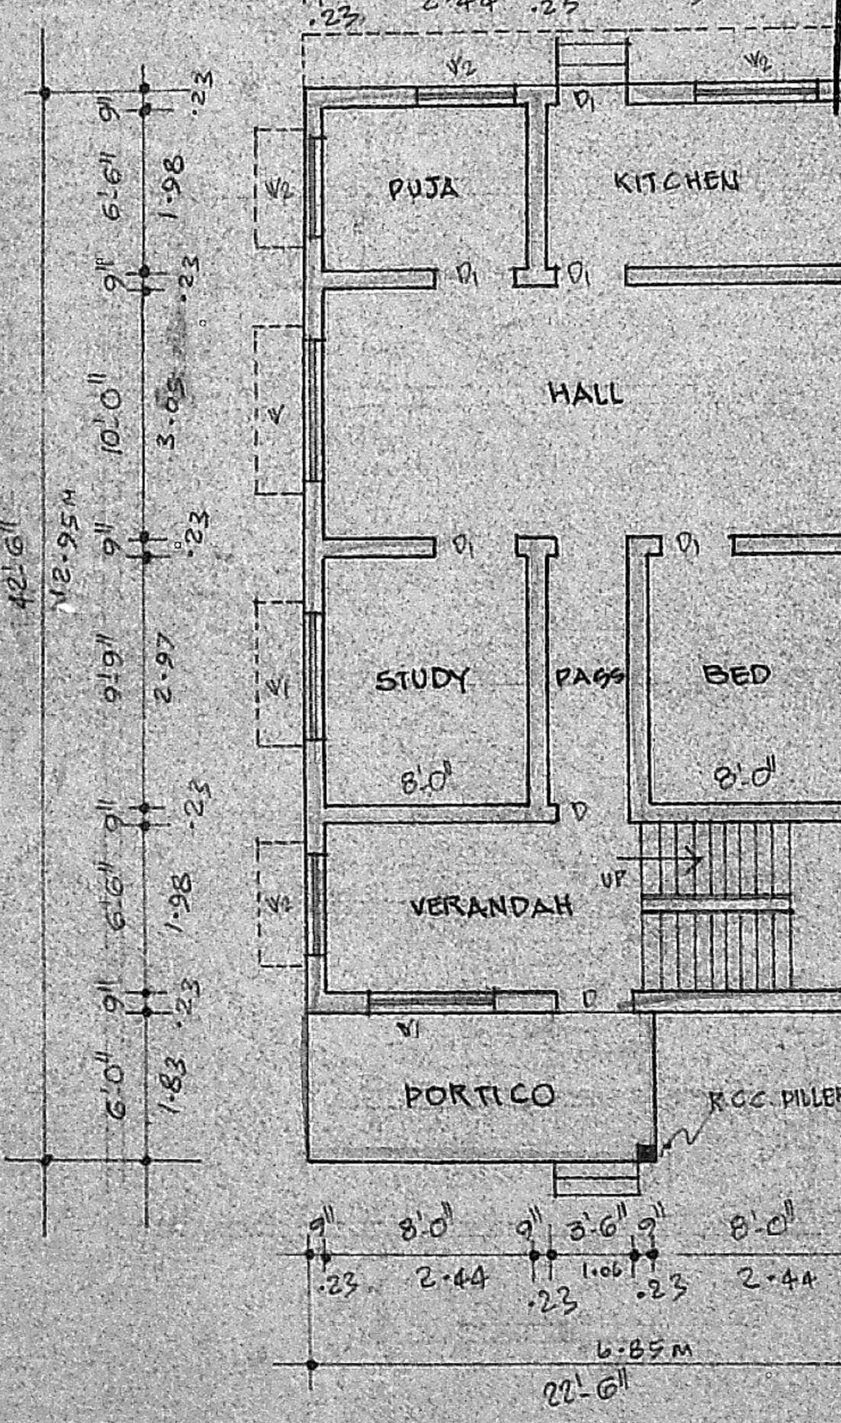 .23 2.44 .23
V2 V2
D1
9" .23
6'-6" 1.98
V2 PUJA KITCHEN
9" .23
D1 D1
10'-0" 3.05
V HALL
42'-6"
12.95M
9" .23
D1 D1
9'-9" 2.97
V1 STUDY PASS BED
8'-0" 8'-0"
9" .23
D
UP
6'-6" 1.98
V2 VERANDAH
9" .23
D
V1
6'-0" 1.83
PORTICO R.C.C. PILLER
9" 8'-0" 9" 3'-6" 9" 8'-0"
.23 2.44 .23 1.06 .23 2.44
6.85M
22'-6"